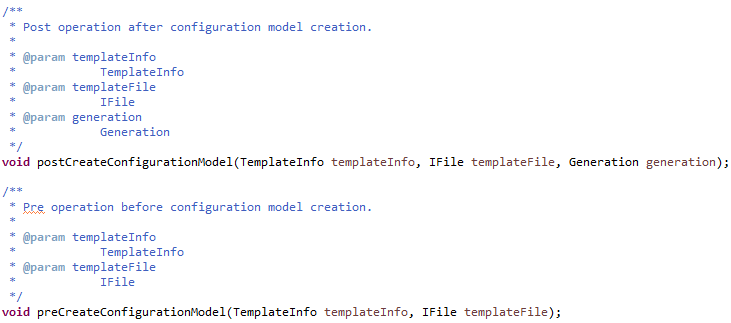 /**
 * Post operation after configuration model creation.
 *
 * @param templateInfo
 *            TemplateInfo
 * @param templateFile
 *            IFile
 * @param generation
 *            Generation
 */
void postCreateConfigurationModel(TemplateInfo templateInfo, IFile templateFile, Generation generation);

/**
 * Pre operation before configuration model creation.
 *
 * @param templateInfo
 *            TemplateInfo
 * @param templateFile
 *            IFile
 */
void preCreateConfigurationModel(TemplateInfo templateInfo, IFile templateFile);